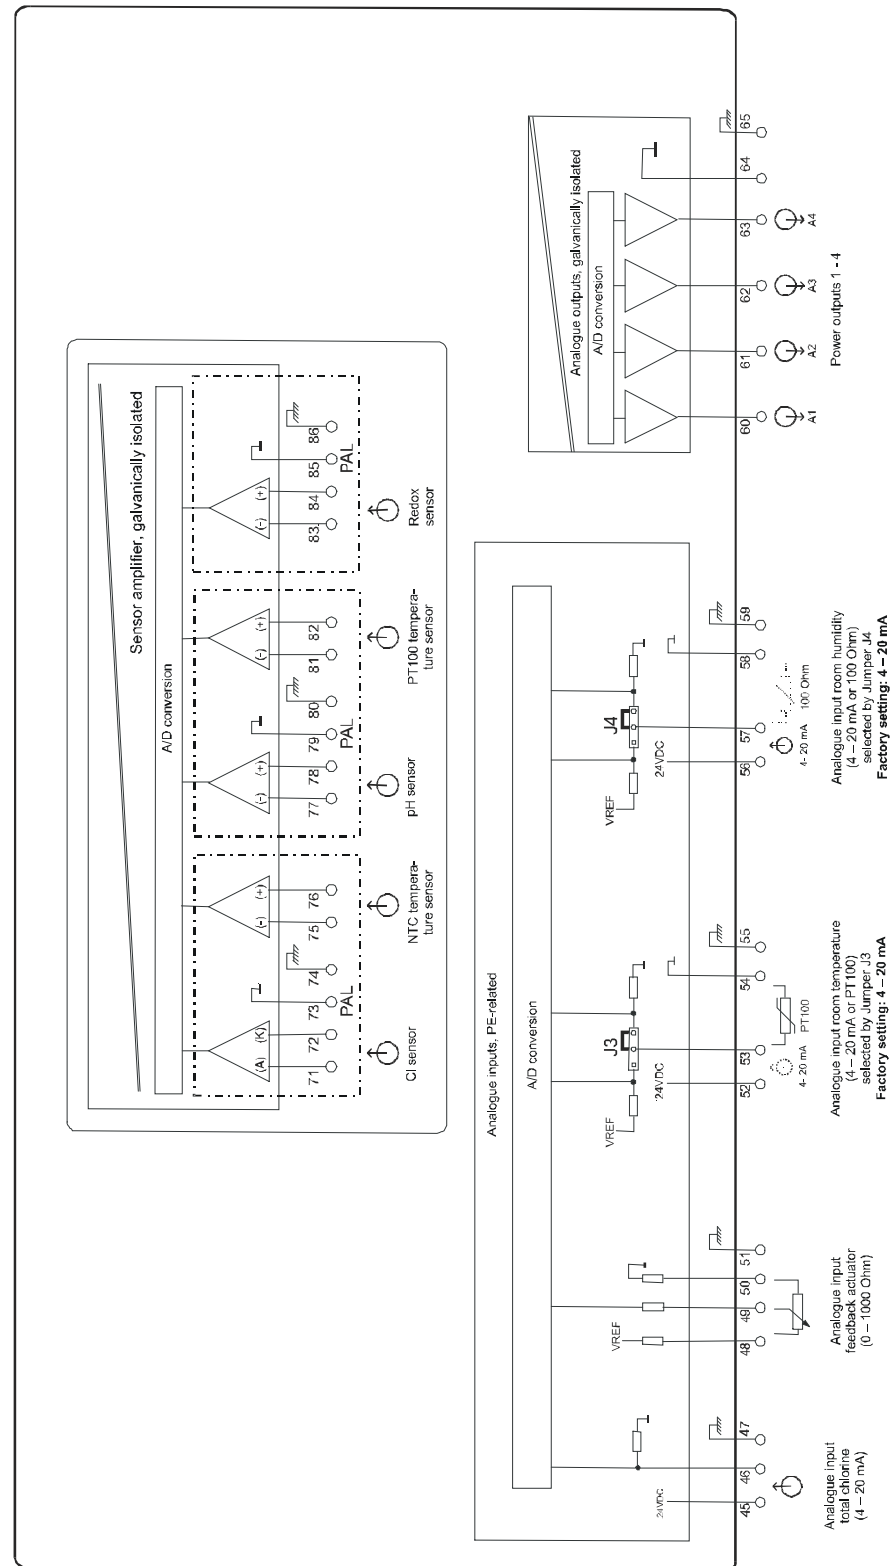 Sensor amplifier, galvanically isolated
A/D conversion
(A)
(K)
(-)
(+)
(-)
(+)
(-)
(+)
(-)
(+)
71
72
73
74
75
76
77
78
79
80
81
82
83
84
85
86
PAL
PAL
PAL
Cl sensor
NTC tempera-
ture sensor
pH sensor
PT100 tempera-
ture sensor
Redox
sensor
Analogue inputs, PE-related
A/D conversion
24VDC
VREF
VREF
J3
24VDC
VREF
J4
24VDC
45
46
47
48
49
50
51
52
53
54
55
56
57
58
59
4- 20 mA
PT100
4- 20 mA
100 Ohm
Analogue input
total chlorine
(4 – 20 mA)
Analogue input
feedback actuator
(0 – 1000 Ohm)
Analogue input room temperature
(4 – 20 mA or PT100)
selected by Jumper J3
Factory setting: 4 – 20 mA
Analogue input room humidity
(4 – 20 mA or 100 Ohm)
selected by Jumper J4
Factory setting: 4 – 20 mA
Analogue outputs, galvanically isolated
A/D conversion
60
61
62
63
64
65
A1
A2
A3
A4
Power outputs 1 - 4